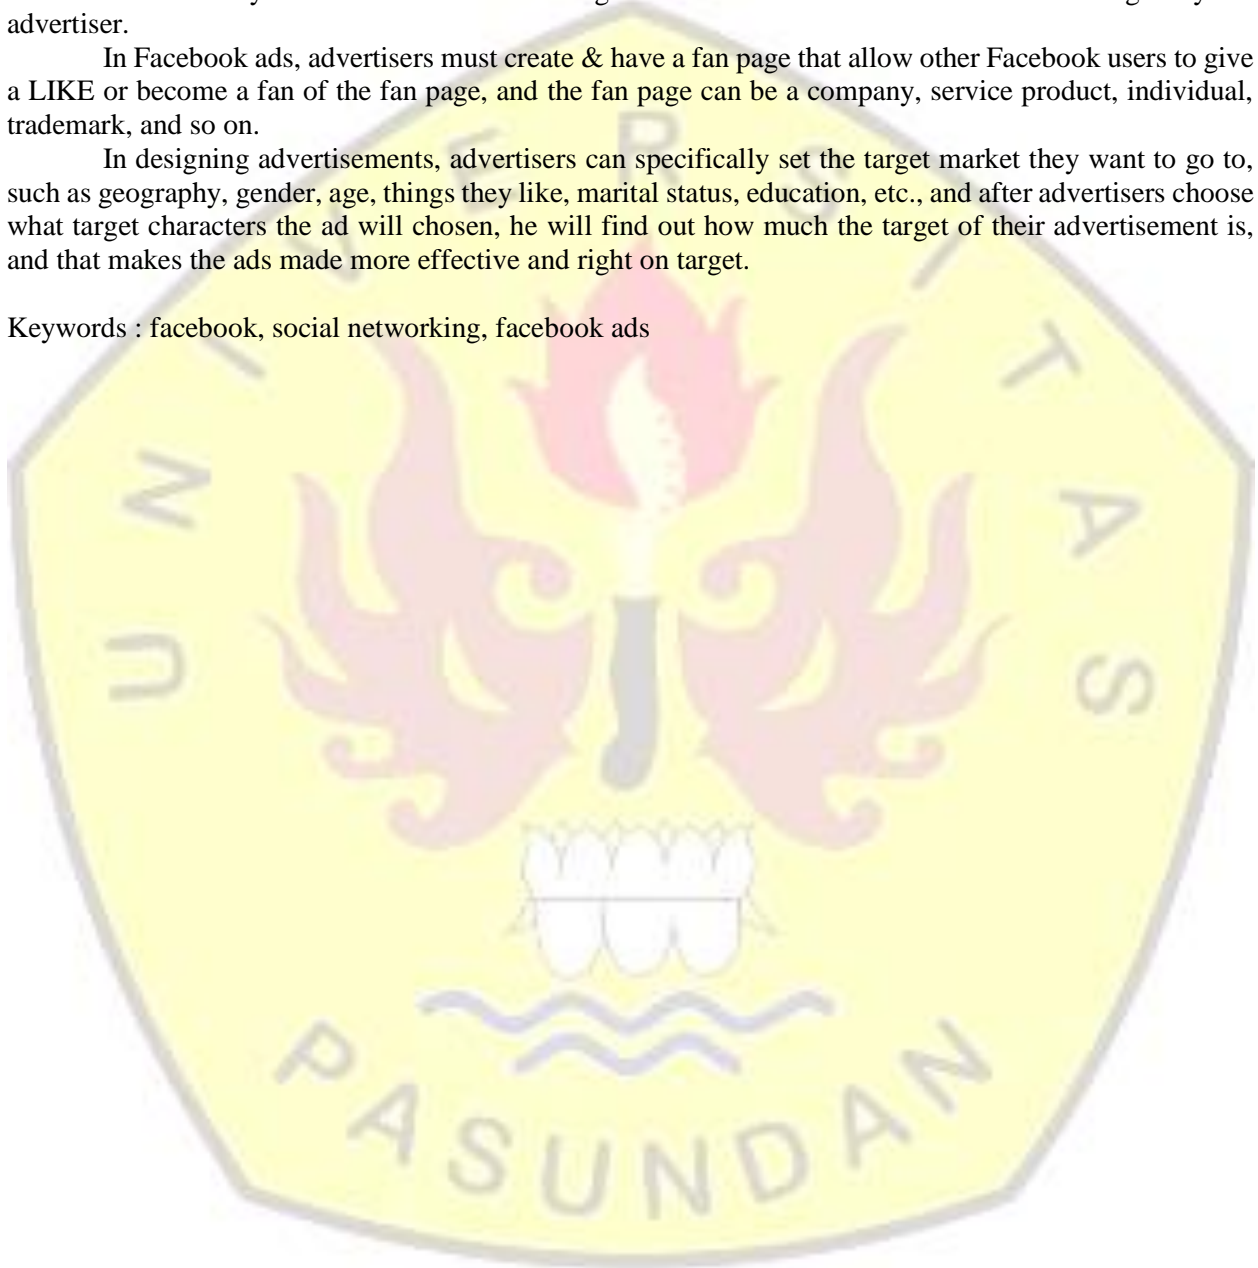 advertiser.
In Facebook ads, advertisers must create & have a fan page that allow other Facebook users to give
a LIKE or become a fan of the fan page, and the fan page can be a company, service product, individual,
trademark, and so on.
In designing advertisements, advertisers can specifically set the target market they want to go to,
such as geography, gender, age, things they like, marital status, education, etc., and after advertisers choose
what target characters the ad will chosen, he will find out how much the target of their advertisement is,
and that makes the ads made more effective and right on target.
Keywords : facebook, social networking, facebook ads
UNIVERSITAS
PASUNDAN